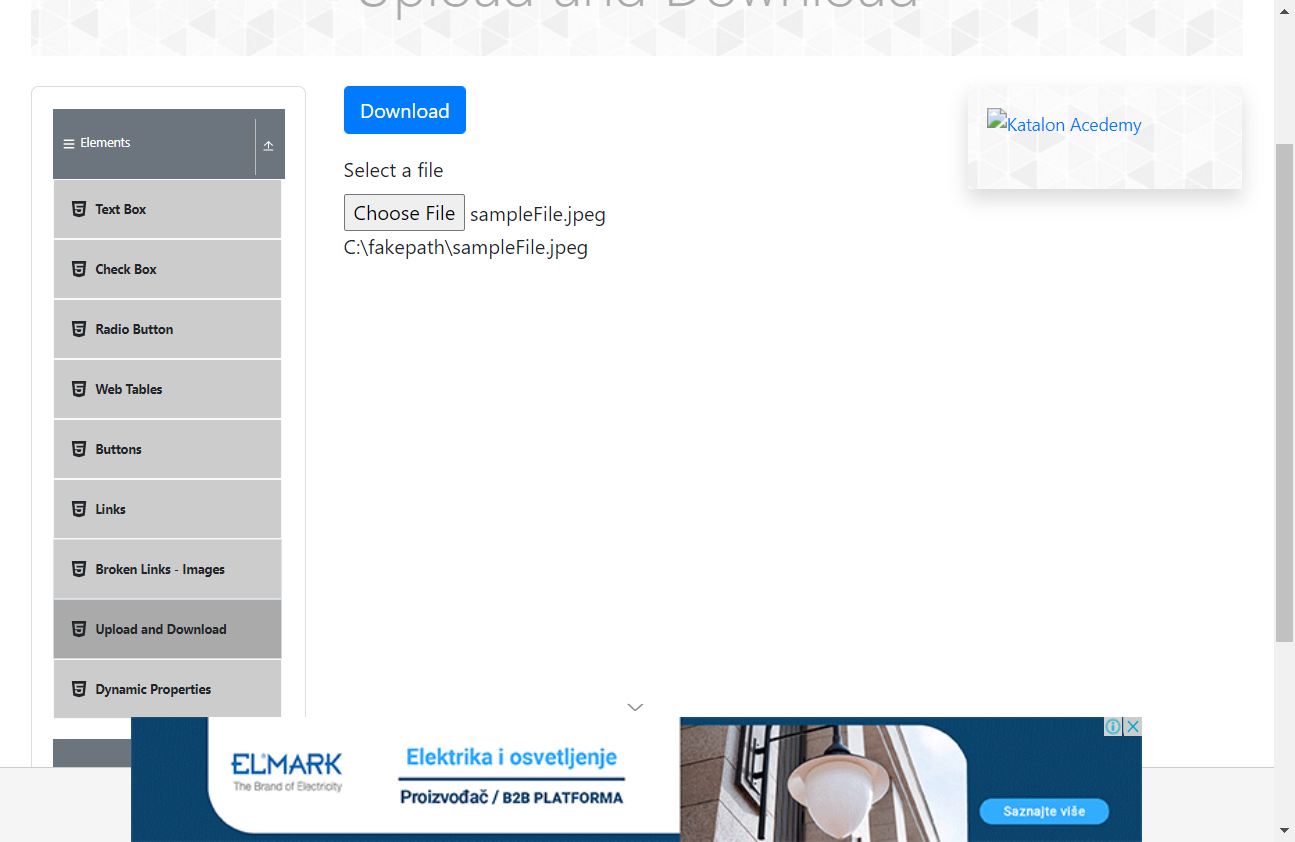 Upload and Download
Elements
Text Box
Check Box
Radio Button
Web Tables
Buttons
Links
Broken Links - Images
Upload and Download
Dynamic Properties
Download
Select a file
Choose File sampleFile.jpeg
C:\fakepath\sampleFile.jpeg
Katalon Acedemy
ELMARK
The Brand of Electricity
Elektrika i osvetljenje
Proizvođač / B2B PLATFORMA
Saznajte više